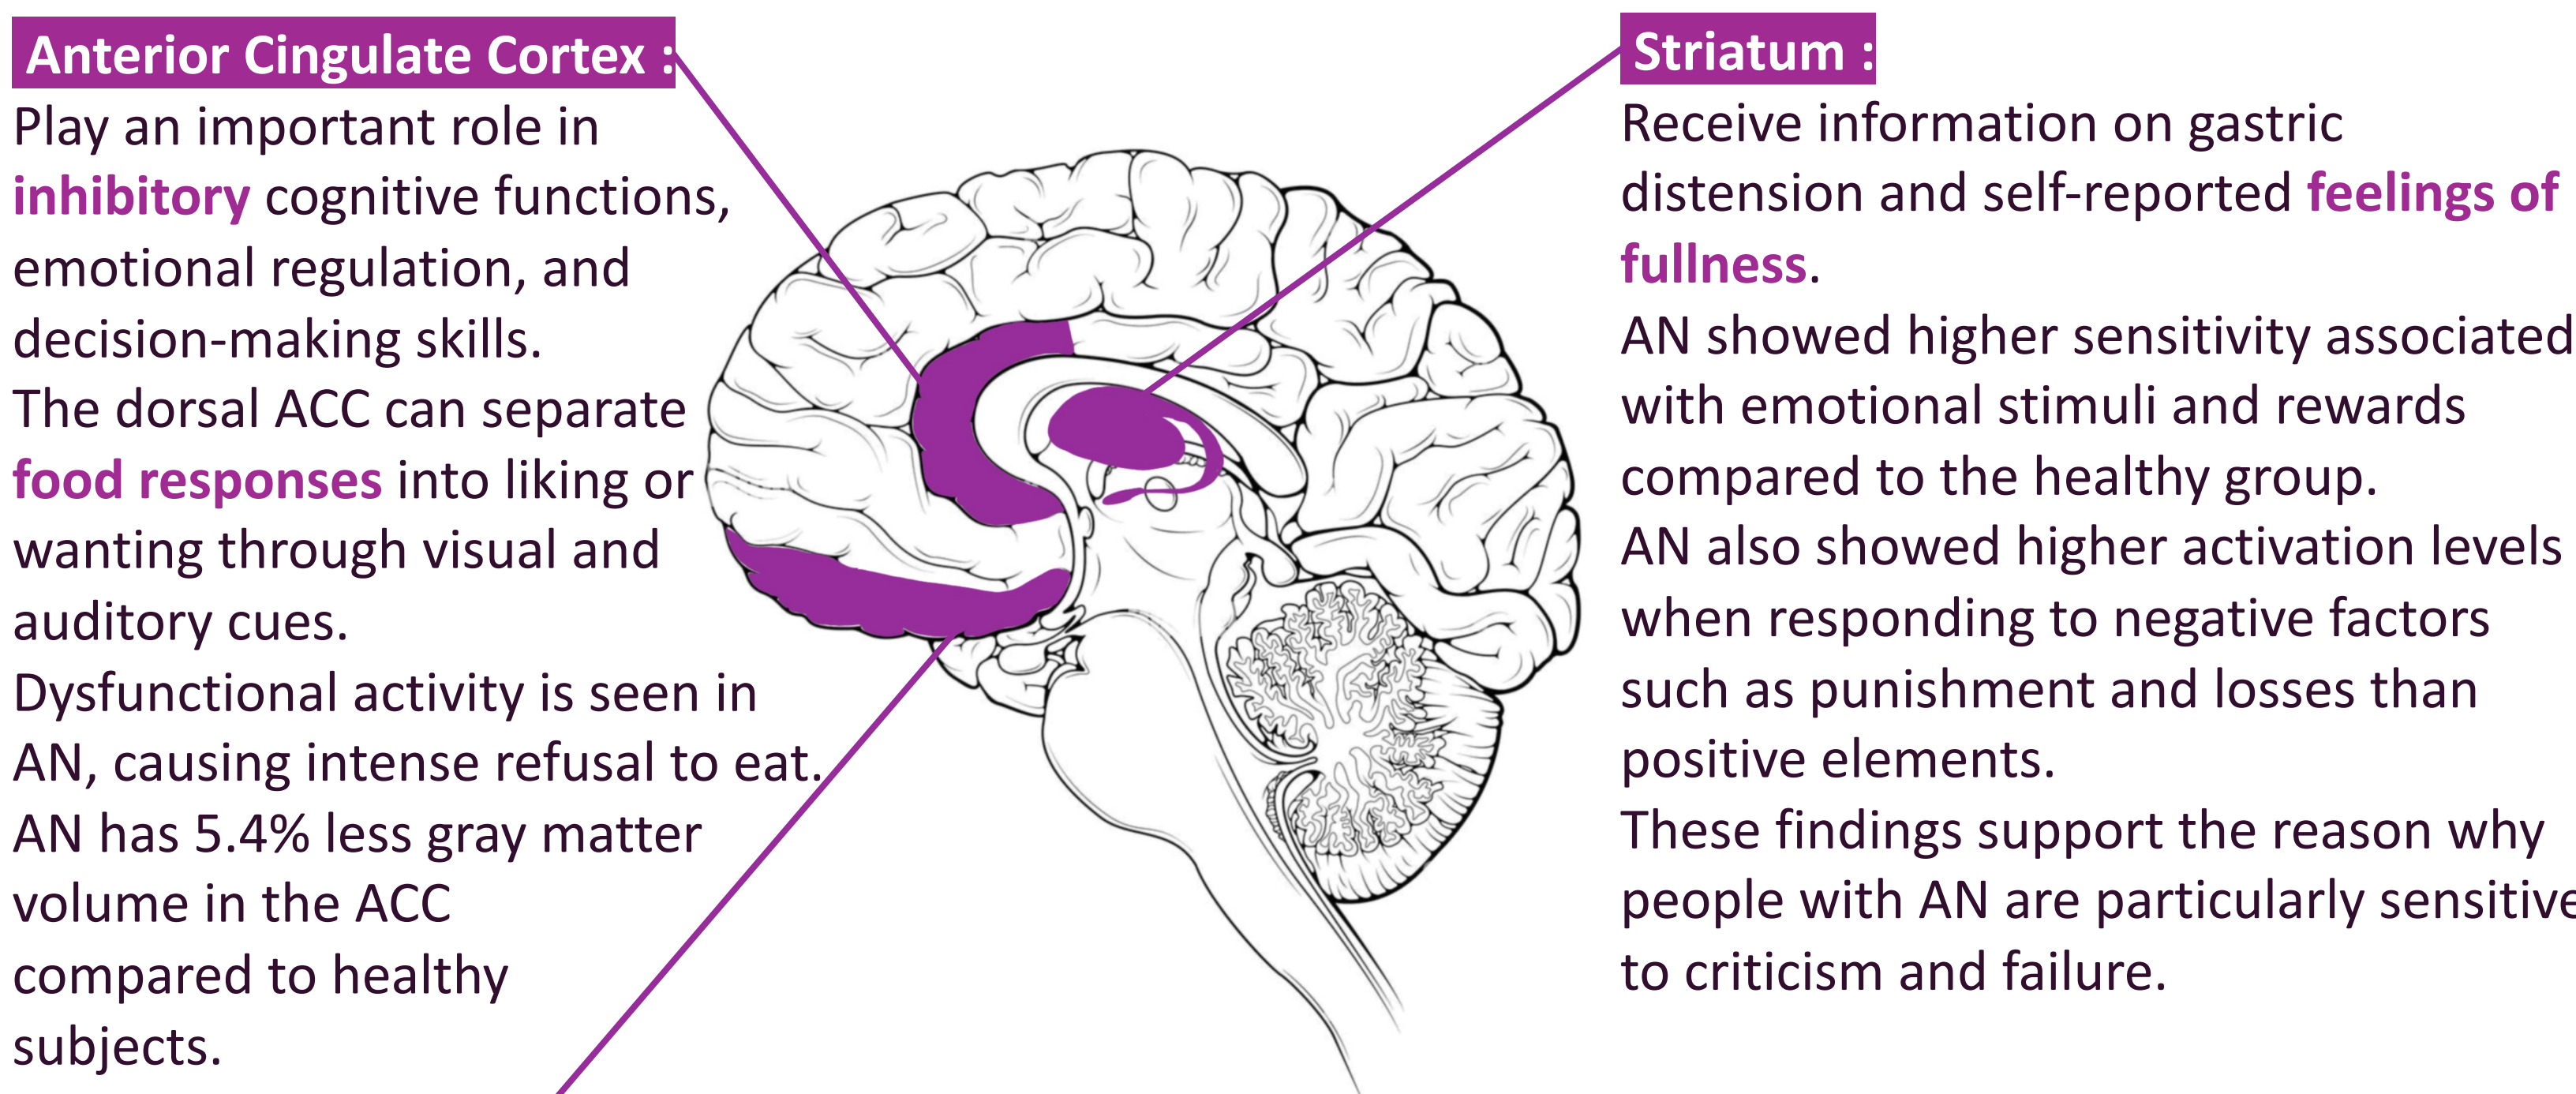 Anterior Cingulate Cortex :
Play an important role in
inhibitory cognitive functions,
emotional regulation, and
decision-making skills.
The dorsal ACC can separate
food responses into liking or
wanting through visual and
auditory cues.
Dysfunctional activity is seen in
AN, causing intense refusal to eat.
AN has 5.4% less gray matter
volume in the ACC
compared to healthy
subjects.
Striatum :
Receive information on gastric
distension and self-reported feelings of
fullness.
AN showed higher sensitivity associated
with emotional stimuli and rewards
compared to the healthy group.
AN also showed higher activation levels
when responding to negative factors
such as punishment and losses than
positive elements.
These findings support the reason why
people with AN are particularly sensitive
to criticism and failure.